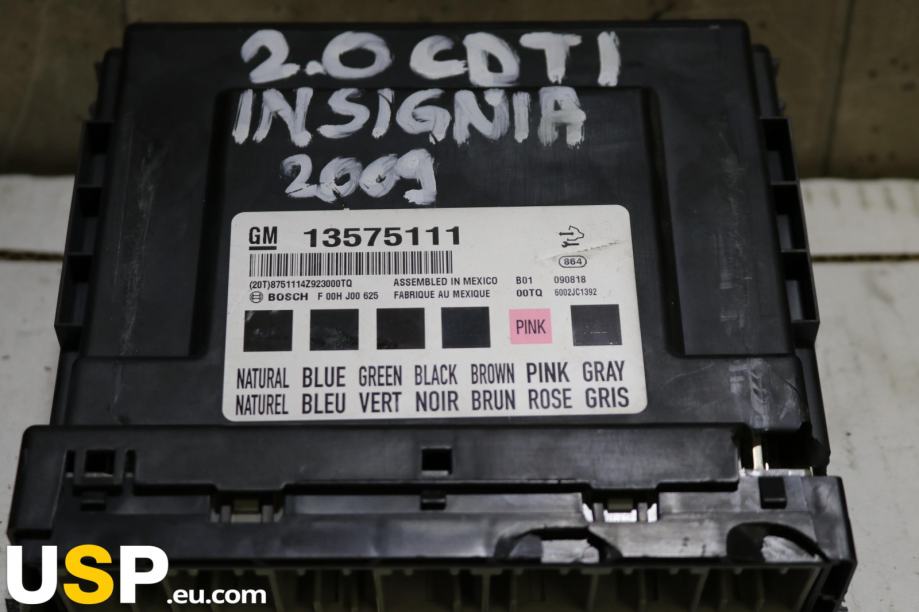 2.0 CDTI
INSIGNIA
2009
GM 13575111
864
(20T)8751114Z923000TQ ASSEMBLED IN MEXICO B01 090818
BOSCH F 00H J00 625 FABRIQUE AU MEXIQUE 00TQ 6002JC1392
PINK
NATURAL BLUE GREEN BLACK BROWN PINK GRAY
NATUREL BLEU VERT NOIR BRUN ROSE GRIS
USP.eu.com